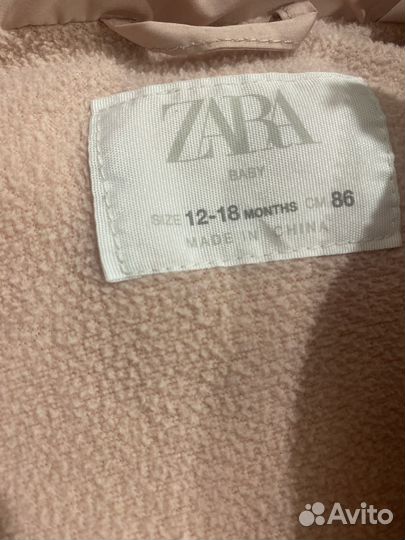 ZARA
BABY
SIZE 12-18 MONTHS CM 86
MADE IN CHINA
Avito